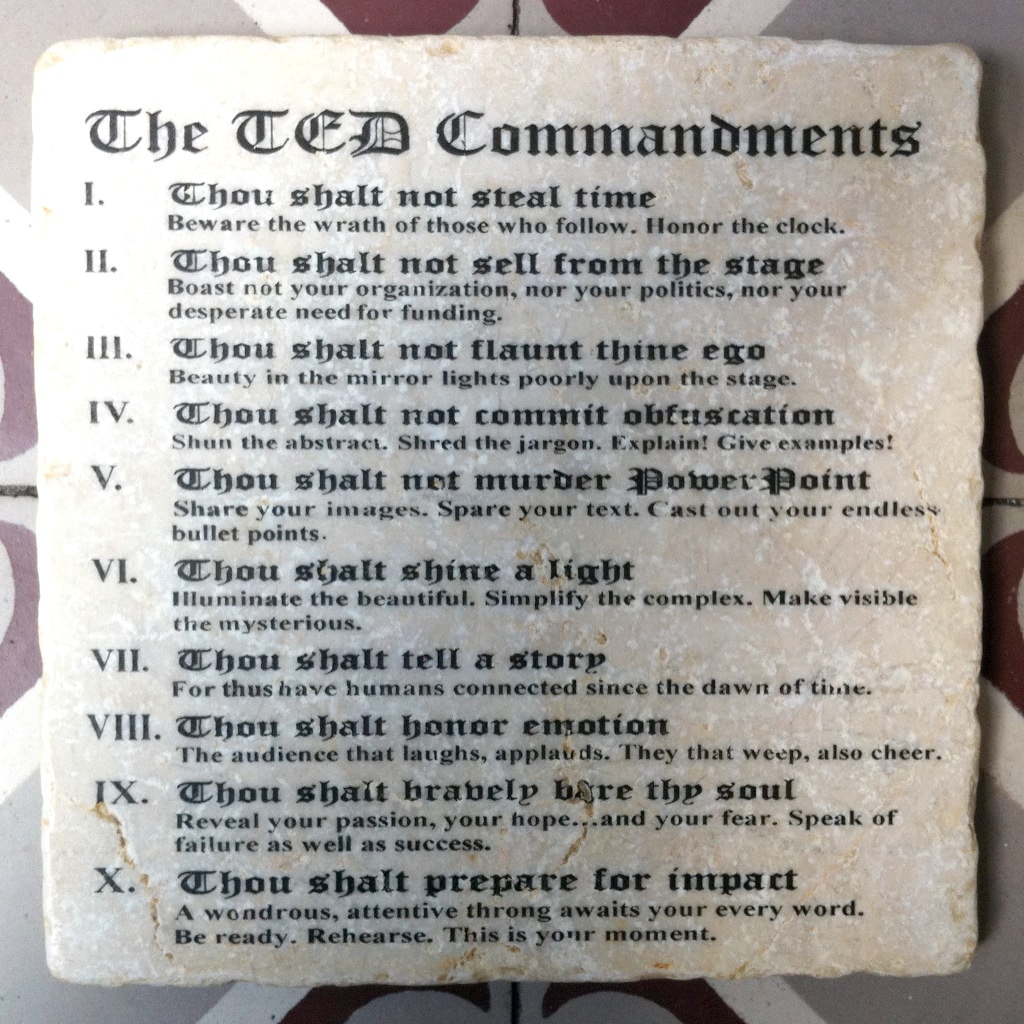 The TED Commandments
I. Thou shalt not steal time
Beware the wrath of those who follow. Honor the clock.
II. Thou shalt not sell from the stage
Boast not your organization, nor your politics, nor your
desperate need for funding.
III. Thou shalt not flaunt thine ego
Beauty in the mirror lights poorly upon the stage.
IV. Thou shalt not commit obfuscation
Shun the abstract. Shred the jargon. Explain! Give examples!
V. Thou shalt not murder PowerPoint
Share your images. Spare your text. Cast out your endless
bullet points.
VI. Thou shalt shine a light
Illuminate the beautiful. Simplify the complex. Make visible
the mysterious.
VII. Thou shalt tell a story
For thus have humans connected since the dawn of time.
VIII. Thou shalt honor emotion
The audience that laughs, applauds. They that weep, also cheer.
IX. Thou shalt bravely bare thy soul
Reveal your passion, your hope...and your fear. Speak of
failure as well as success.
X. Thou shalt prepare for impact
A wondrous, attentive throng awaits your every word.
Be ready. Rehearse. This is your moment.